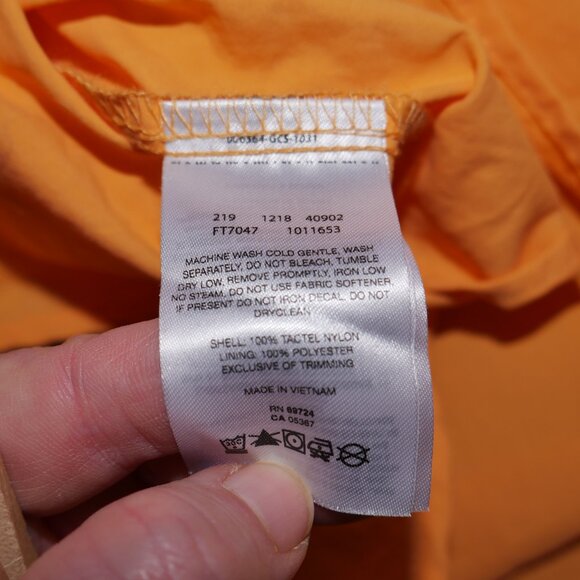 219 1218 40902
FT7047 1011653
MACHINE WASH COLD GENTLE, WASH
SEPARATELY, DO NOT BLEACH, TUMBLE
DRY LOW, REMOVE PROMPTLY, IRON LOW
NO STEAM, DO NOT USE FABRIC SOFTENER,
IF PRESENT DO NOT IRON DECAL, DO NOT
DRYCLEAN
SHELL: 100% TACTEL NYLON
LINING: 100% POLYESTER
EXCLUSIVE OF TRIMMING
MADE IN VIETNAM
RN 69724
CA 05367